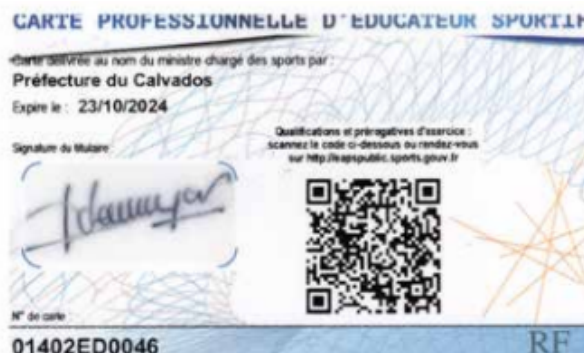 CARTE PROFESSIONNELLE D'EDUCATEUR SPORTIF
Carte délivrée au nom du ministre chargé des sports par :
Préfecture du Calvados
Expire le : 23/10/2024
Qualifications et prérogatives d'exercice :
scannez le code ci-dessous ou rendez-vous
sur http://eapspublic.sports.gouv.fr
Signature du titulaire
N° de carte
01402ED0046
RF